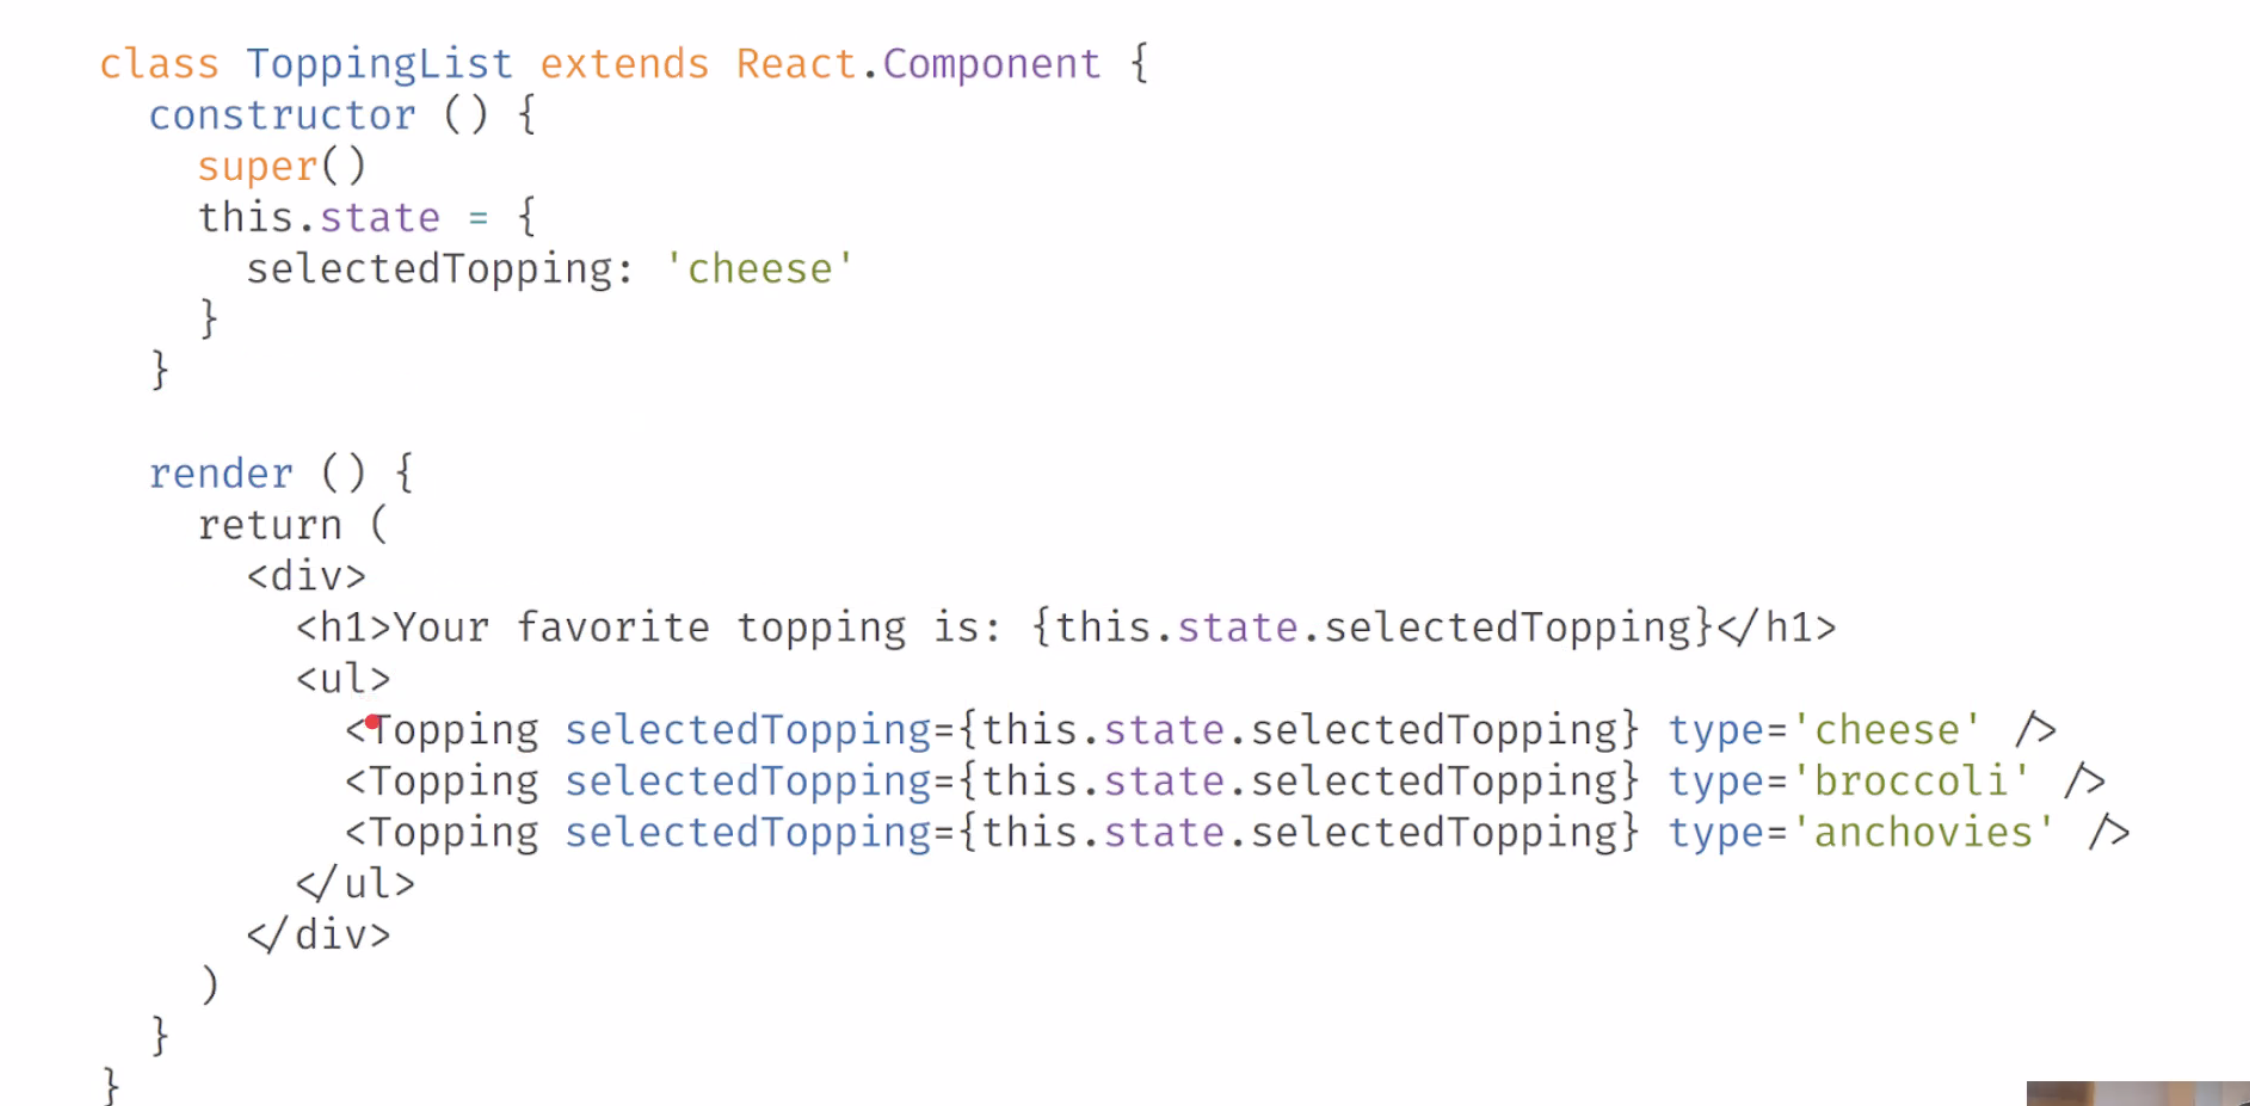 class ToppingList extends React.Component {
  constructor () {
    super()
    this.state = {
      selectedTopping: 'cheese'
    }
  }

  render () {
    return (
      <div>
        <h1>Your favorite topping is: {this.state.selectedTopping}</h1>
        <ul>
          <Topping selectedTopping={this.state.selectedTopping} type='cheese' />
          <Topping selectedTopping={this.state.selectedTopping} type='broccoli' />
          <Topping selectedTopping={this.state.selectedTopping} type='anchovies' />
        </ul>
      </div>
    )
  }
}